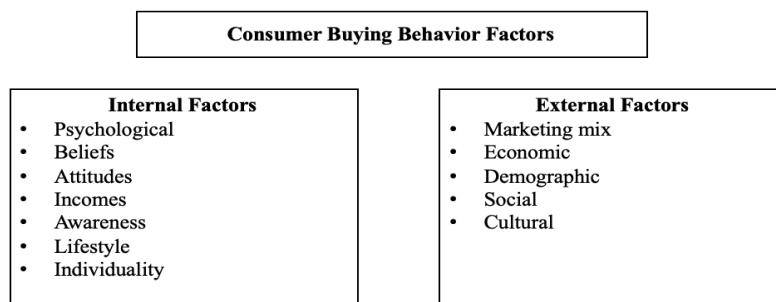 Consumer Buying Behavior Factors
Internal Factors
• Psychological
• Beliefs
• Attitudes
• Incomes
• Awareness
• Lifestyle
• Individuality
External Factors
• Marketing mix
• Economic
• Demographic
• Social
• Cultural